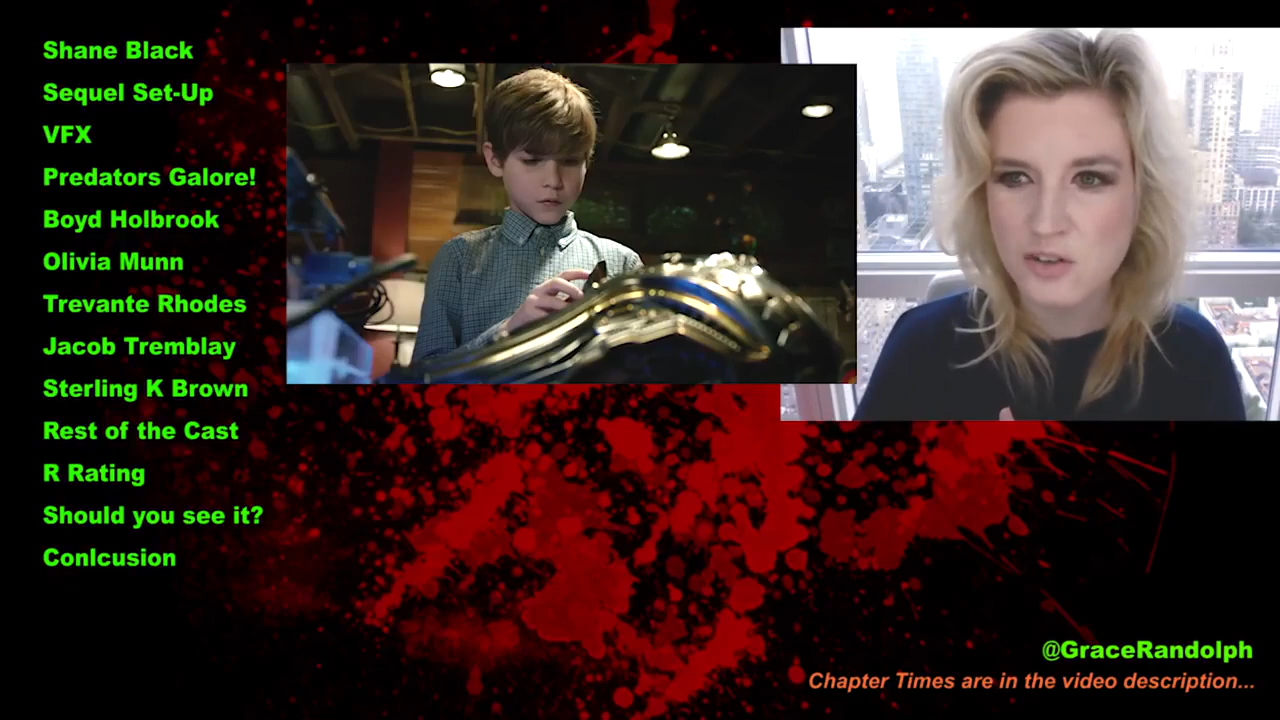 Shane Black
Sequel Set-Up
VFX
Predators Galore!
Boyd Holbrook
Olivia Munn
Trevante Rhodes
Jacob Tremblay
Sterling K Brown
Rest of the Cast
R Rating
Should you see it?
Conlcusion
@GraceRandolph
Chapter Times are in the video description...